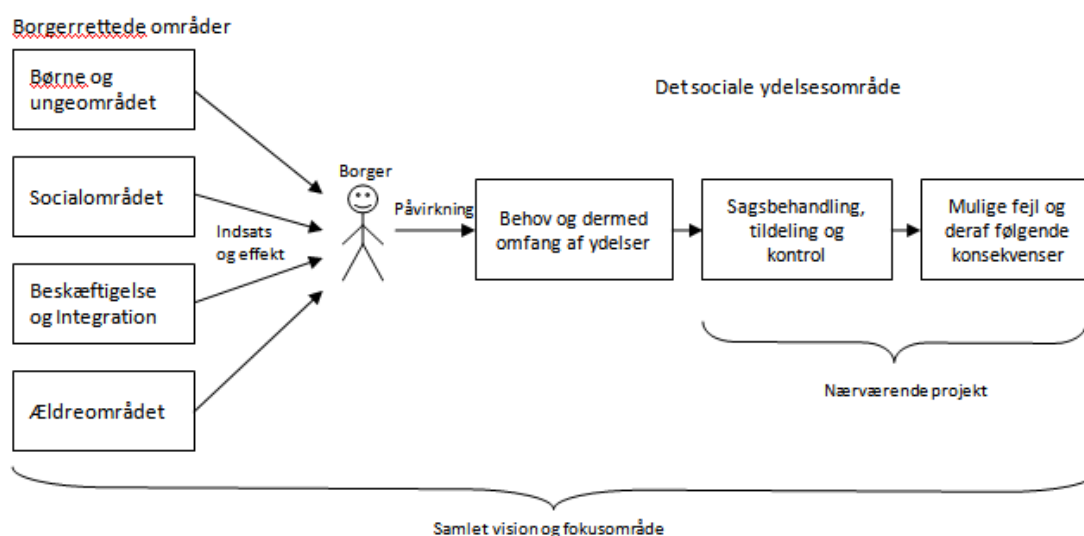 Borgerrettede områder
Børne og
ungeområdet
Socialområdet
Beskæftigelse
og Integration
Ældreområdet
Indsats
og effekt
Borger
Påvirkning
Det sociale ydelsesområde
Behov og dermed
omfang af ydelser
Sagsbehandling,
tildeling og
kontrol
Mulige fejl og
deraf følgende
konsekvenser
Nærværende projekt
Samlet vision og fokusområde